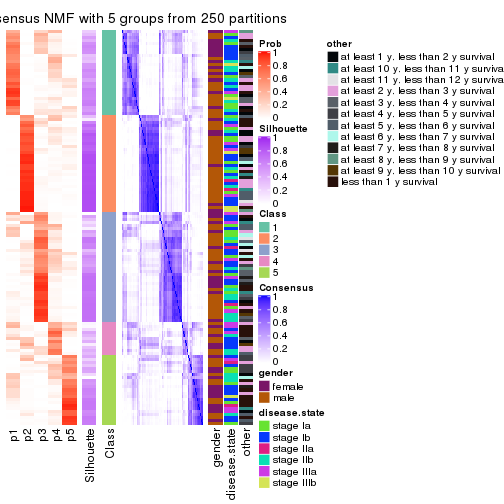 sensus NMF with 5 groups from 250 partitions
p1
p2
p3
p4
p5
Silhouette
Class
gender
disease.state
other
Prob
1
0.8
0.6
0.4
0.2
0
Silhouette
1
0.8
0.6
0.4
0.2
0
Class
1
2
3
4
5
Consensus
1
0.8
0.6
0.4
0.2
0
gender
female
male
disease.state
stage Ia
stage Ib
stage IIa
stage IIb
stage IIIa
stage IIIb
other
at least 1 y. less than 2 y survival
at least 10 y. less than 11 y surviva
at least 11 y. less than 12 y survival
at least 2 y. less than 3 y survival
at least 3 y. less than 4 y survival
at least 4 y. less than 5 y survival
at least 5 y. less than 6 y survival
at least 6 y. less than 7 y survival
at least 7 y. less than 8 y survival
at least 8 y. less than 9 y survival
at least 9 y. less than 10 y survival
less than 1 y survival